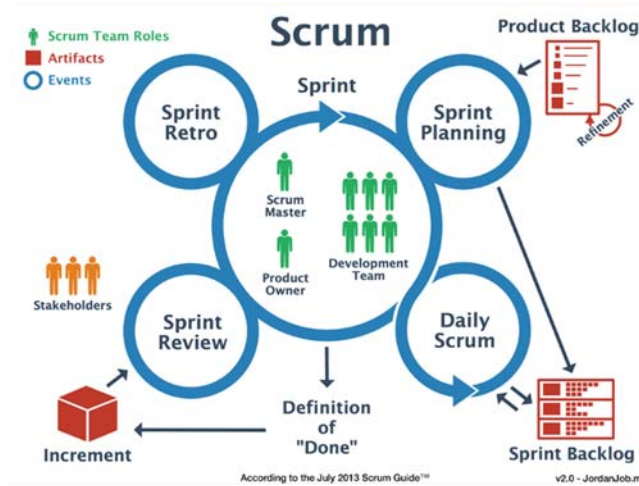 Scrum
Scrum Team Roles
Artifacts
Events
Product Backlog
Refinement
Sprint
Sprint
Retro
Sprint
Planning
Scrum
Master
Product
Owner
Development
Team
Stakeholders
Sprint
Review
Daily
Scrum
Definition
of
"Done"
Increment
Sprint Backlog
According to the July 2013 Scrum Guide™
v2.0 -